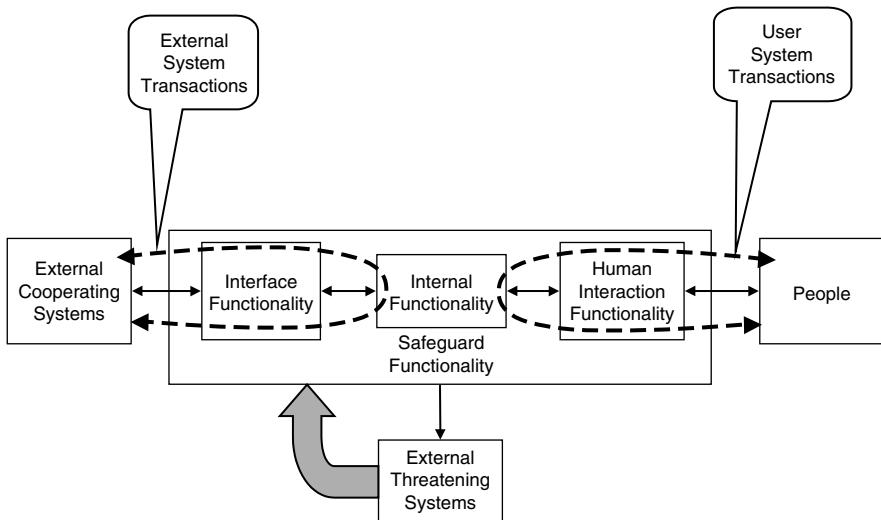 External
System
Transactions
User
System
Transactions
External
Cooperating
Systems
Interface
Functionality
Internal
Functionality
Human
Interaction
Functionality
People
Safeguard
Functionality
External
Threatening
Systems